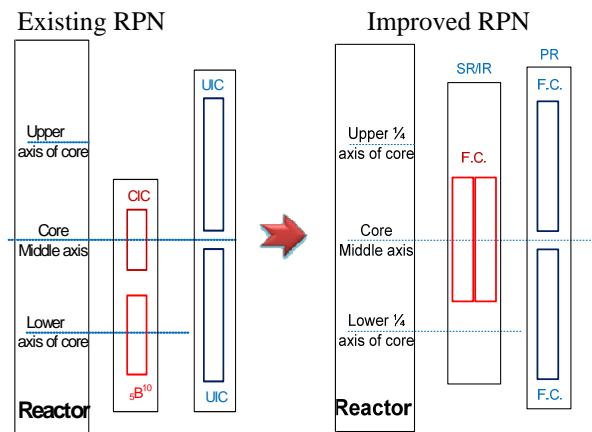 Existing RPN
Improved RPN
UIC
Upper
axis of core
CIC
Core
Middle axis
Lower
axis of core
₅B¹⁰
UIC
Reactor
SR/IR
PR
F.C.
Upper ¼
axis of core
F.C.
Core
Middle axis
Lower ¼
axis of core
F.C.
Reactor